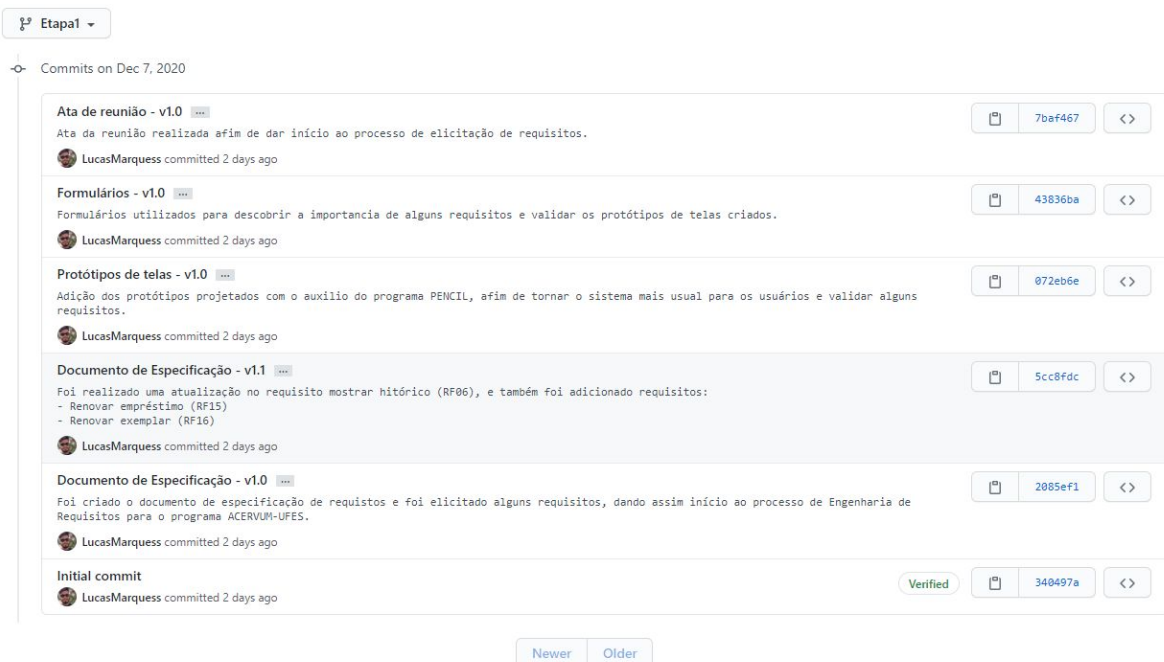 Etapa1
Commits on Dec 7, 2020
Ata de reunião - v1.0 ...
7baf467
Ata da reunião realizada afim de dar início ao processo de elicitação de requisitos.
LucasMarquess committed 2 days ago
Formulários - v1.0 ...
43836ba
Formulários utilizados para descobrir a importancia de alguns requisitos e validar os protótipos de telas criados.
LucasMarquess committed 2 days ago
Protótipos de telas - v1.0 ...
072eb6e
Adição dos protótipos projetados com o auxilio do programa PENCIL, afim de tornar o sistema mais usual para os usuários e validar alguns
requisitos.
LucasMarquess committed 2 days ago
Documento de Especificação - v1.1 ...
5cc8fdc
Foi realizado uma atualização no requisito mostrar hitórico (RF06), e também foi adicionado requisitos:
- Renovar empréstimo (RF15)
- Renovar exemplar (RF16)
LucasMarquess committed 2 days ago
Documento de Especificação - v1.0 ...
2085ef1
Foi criado o documento de especificação de requistos e foi elicitado alguns requisitos, dando assim início ao processo de Engenharia de
Requisitos para o programa ACERVUM-UFES.
LucasMarquess committed 2 days ago
Initial commit
Verified
340497a
LucasMarquess committed 2 days ago
Newer Older